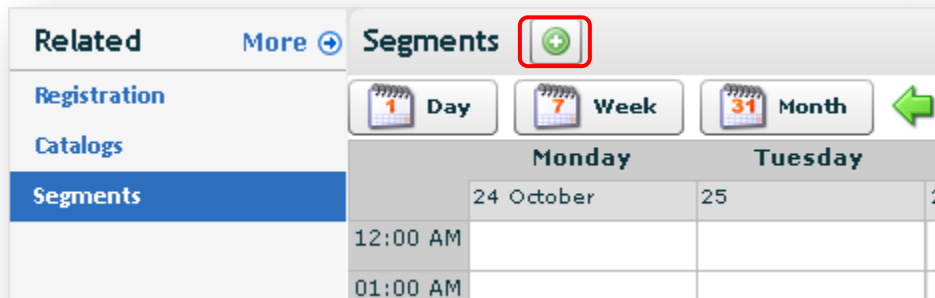 Related More Segments
Registration
Catalogs
Segments
1 Day 7 Week 31 Month
Monday Tuesday
24 October 25
12:00 AM
01:00 AM